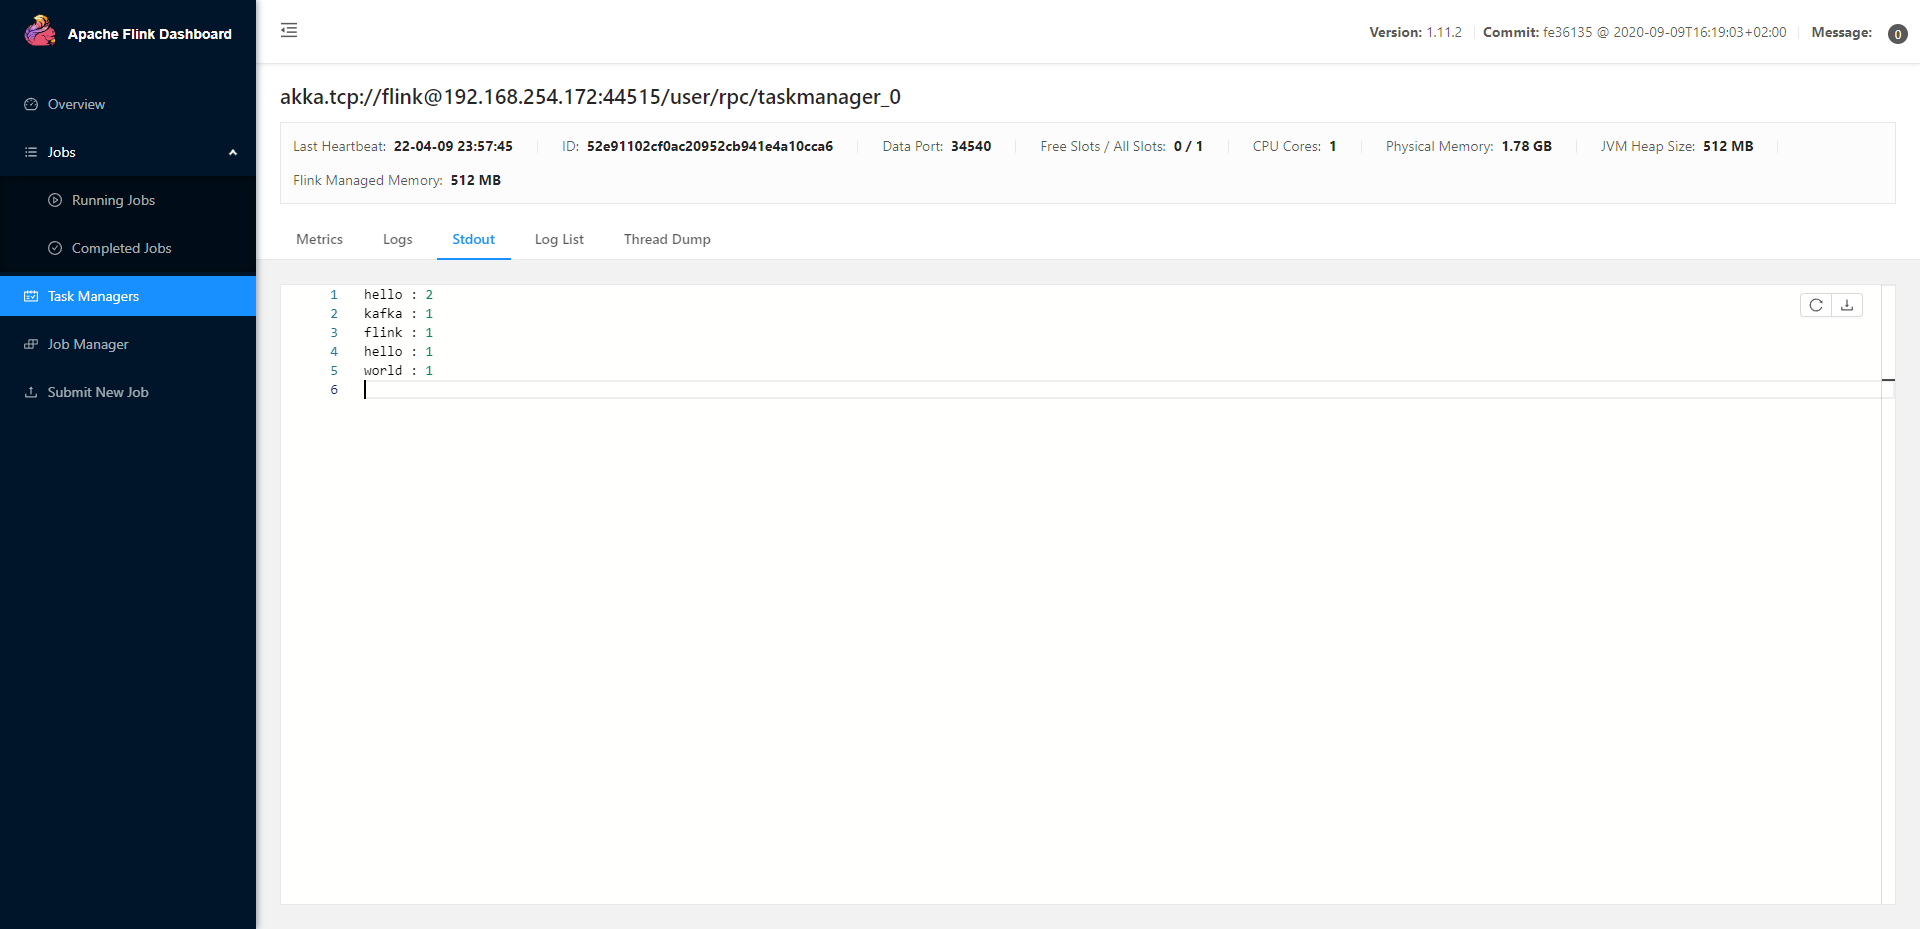 Apache Flink Dashboard
Version: 1.11.2 Commit: fe36135 @ 2020-09-09T16:19:03+02:00 Message: 0
Overview
Jobs
Running Jobs
Completed Jobs
Task Managers
Job Manager
Submit New Job
akka.tcp://flink@192.168.254.172:44515/user/rpc/taskmanager_0
Last Heartbeat: 22-04-09 23:57:45 ID: 52e91102cf0ac20952cb941e4a10cca6 Data Port: 34540 Free Slots / All Slots: 0 / 1 CPU Cores: 1 Physical Memory: 1.78 GB JVM Heap Size: 512 MB
Flink Managed Memory: 512 MB
Metrics Logs Stdout Log List Thread Dump
1 hello : 2
2 kafka : 1
3 flink : 1
4 hello : 1
5 world : 1
6